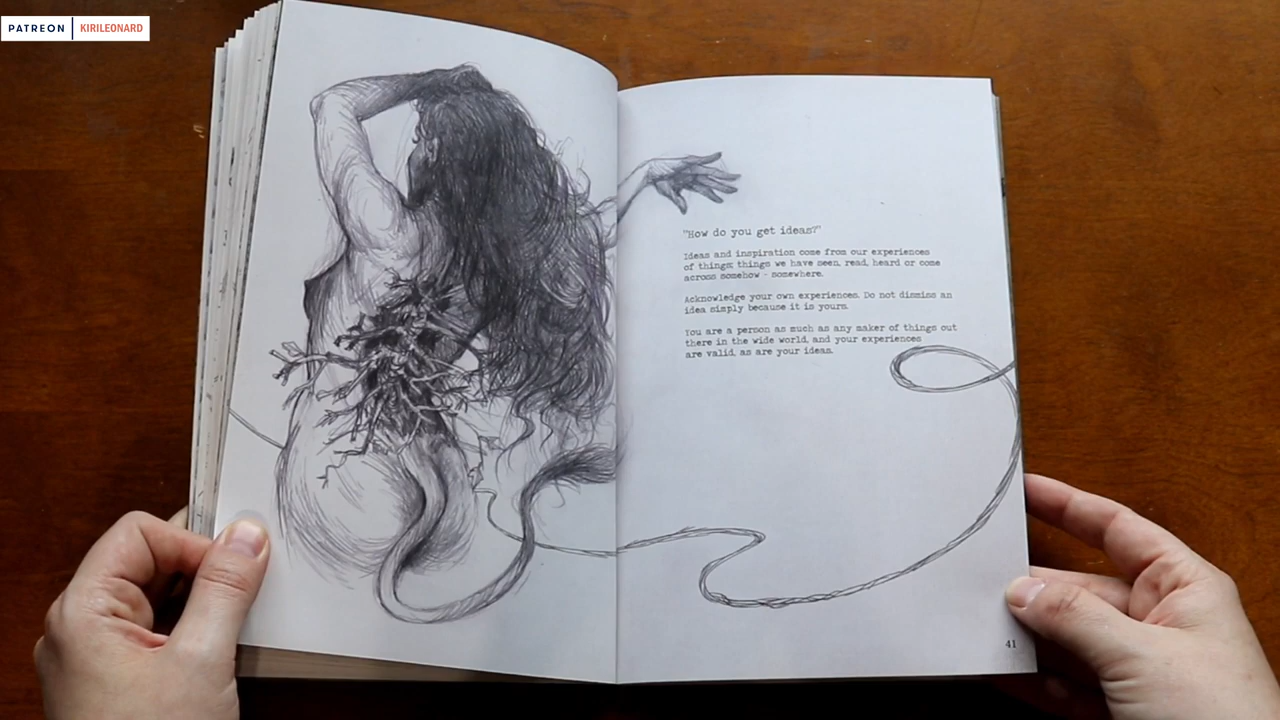 PATREON | KIRILEONARD
"How do you get ideas?"
Ideas and inspiration come from our experiences
of things; things we have seen, read, heard or come
across somehow - somewhere.
Acknowledge your own experiences. Do not dismiss an
idea simply because it is yours.
You are a person as much as any maker of things out
there in the wide world, and your experiences
are valid, as are your ideas.
41